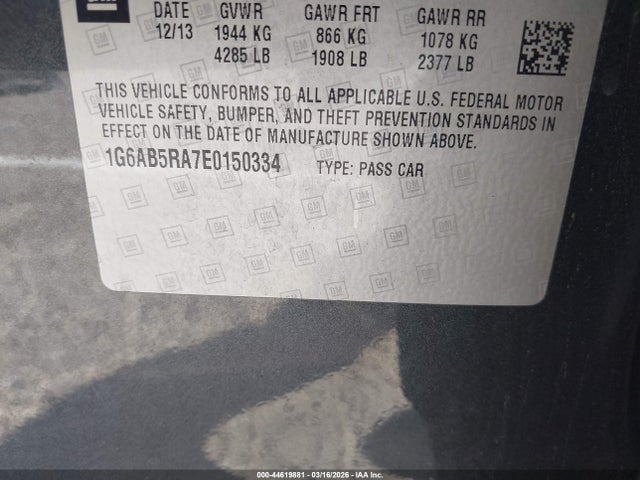 GM
DATE GVWR GAWR FRT GAWR RR
12/13 1944 KG 866 KG 1078 KG
4285 LB 1908 LB 2377 LB
THIS VEHICLE CONFORMS TO ALL APPLICABLE U.S. FEDERAL MOTOR
VEHICLE SAFETY, BUMPER, AND THEFT PREVENTION STANDARDS IN
EFFECT ON THE DATE OF MANUFACTURE SHOWN ABOVE.
1G6AB5RA7E0150334 TYPE: PASS CAR
000-44619881 - 03/16/2026 - IAA Inc.